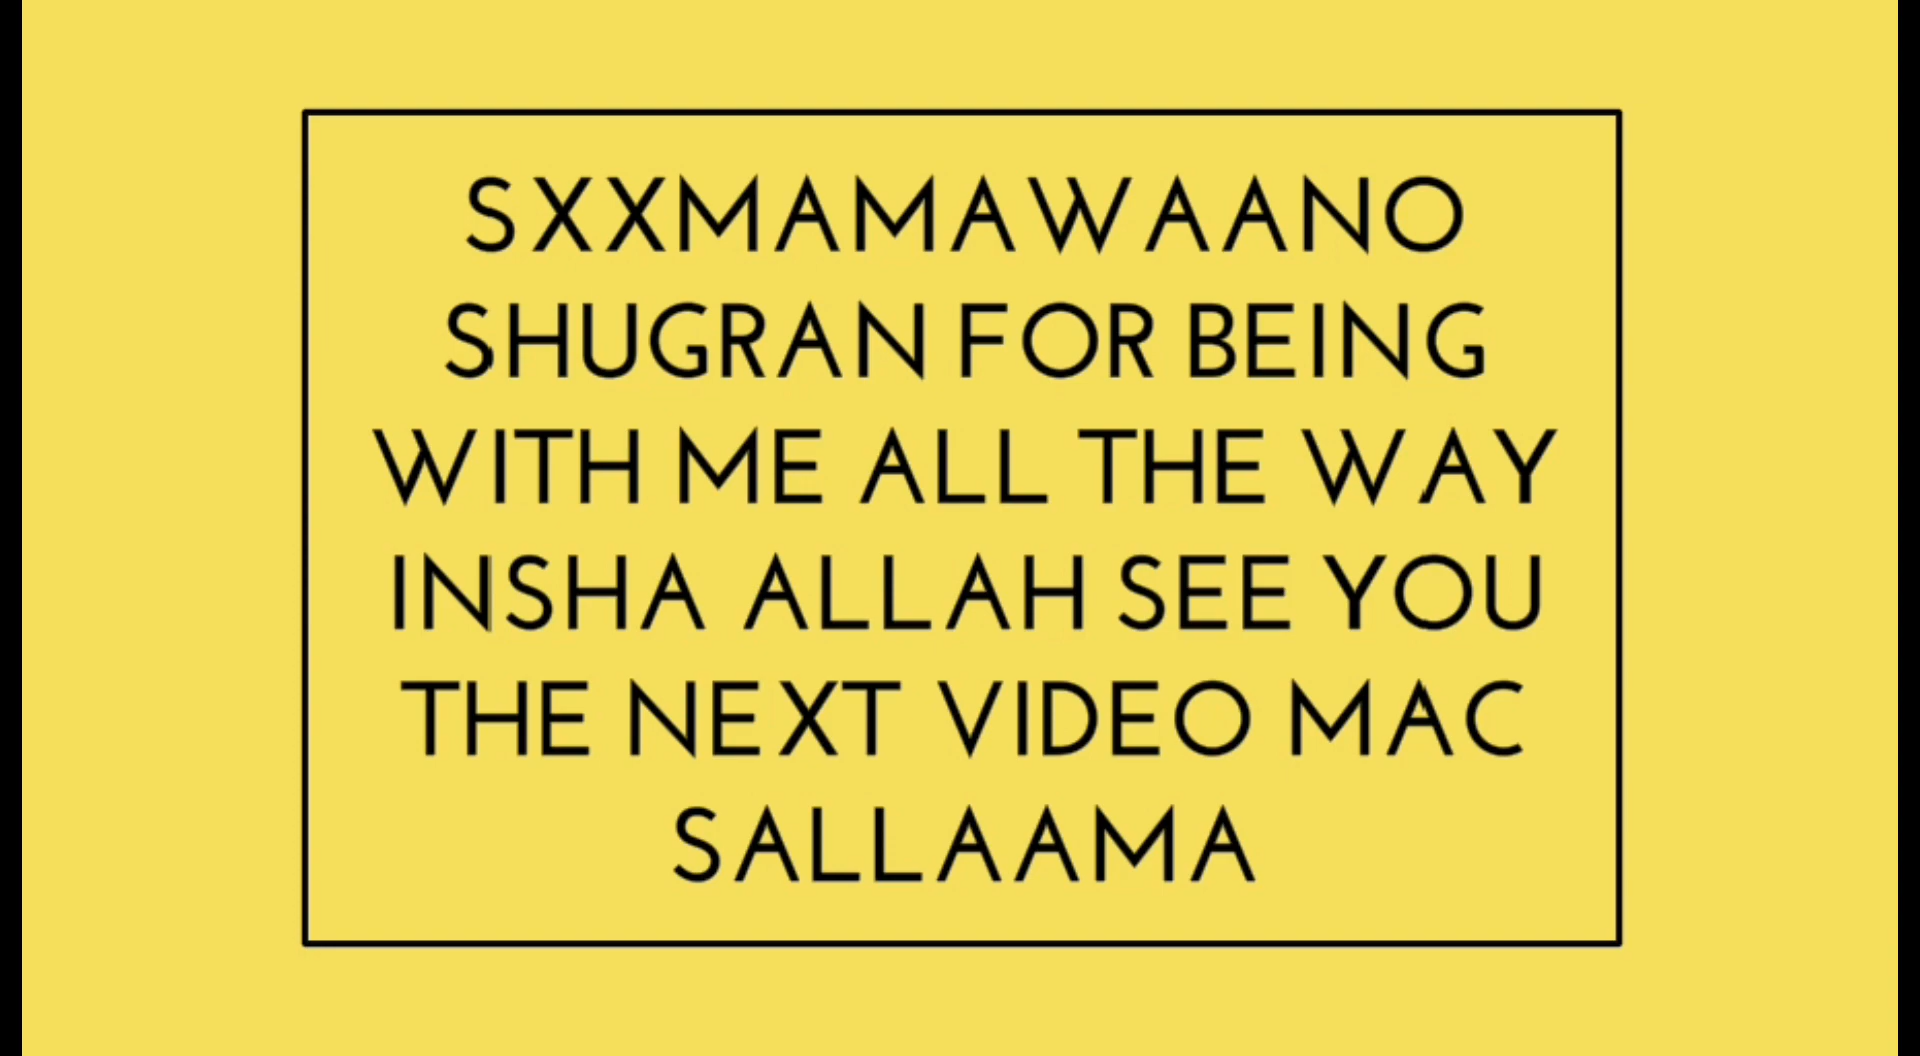 SXXMAMAWAANO
SHUGRAN FOR BEING
WITH ME ALL THE WAY
INSHA ALLAH SEE YOU
THE NEXT VIDEO MAC
SALLAAMA